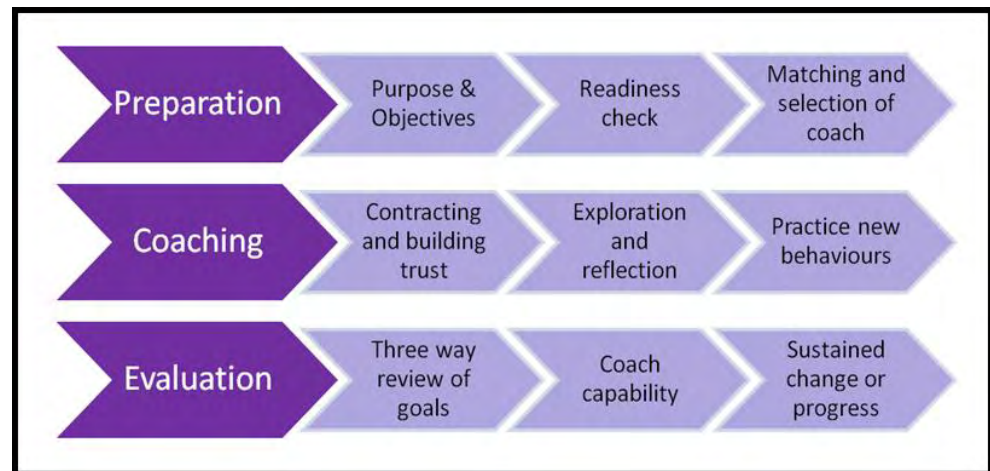 Preparation
Purpose &
Objectives
Readiness
check
Matching and
selection of
coach
Coaching
Contracting
and building
trust
Exploration
and
reflection
Practice new
behaviours
Evaluation
Three way
review of
goals
Coach
capability
Sustained
change or
progress